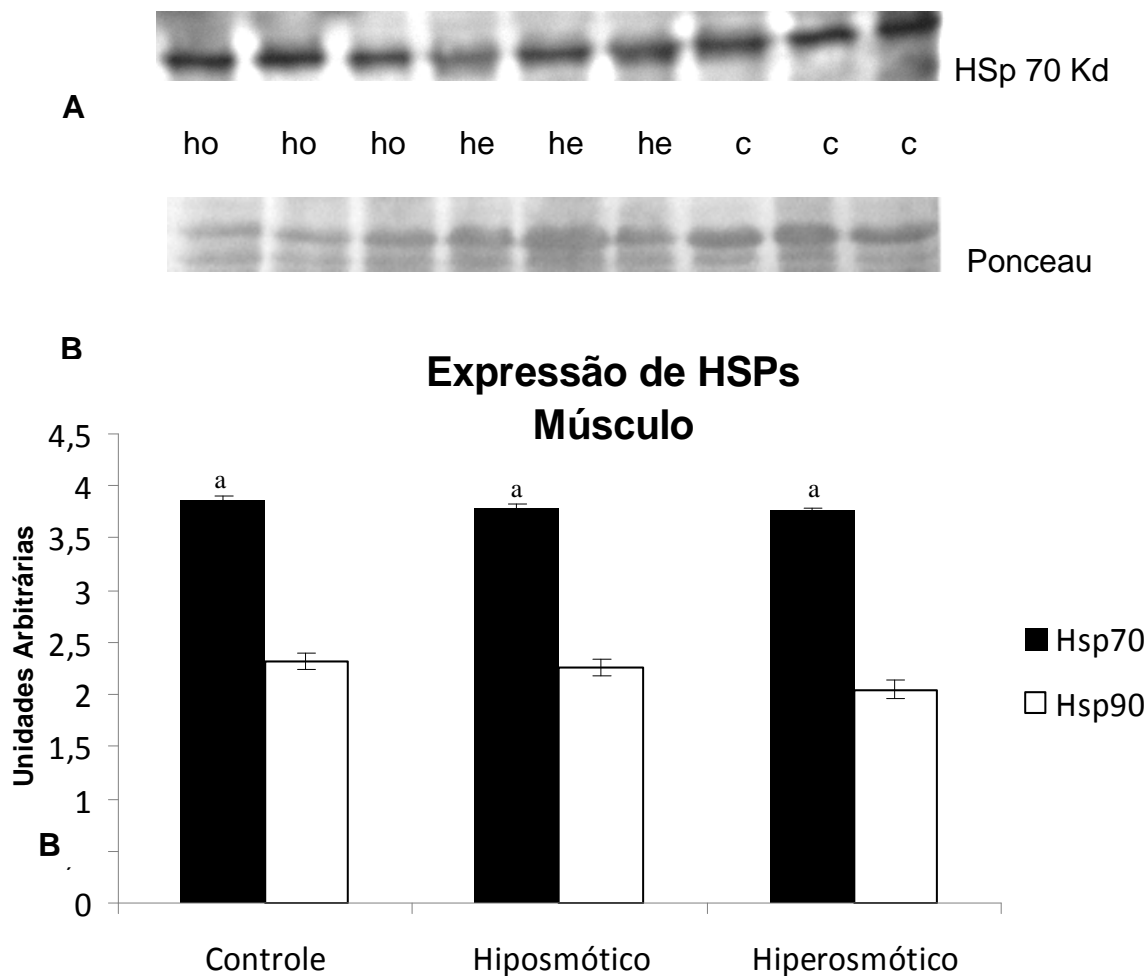 HSp 70 Kd
A
ho ho ho he he he c c c
Ponceau
B
Expressão de HSPs
Músculo
Unidades Arbitrárias
4,5
4
3,5
3
2,5
2
1,5
1
B
0
a
a
a
Hsp70
Hsp90
Controle Hiposmótico Hiperosmótico